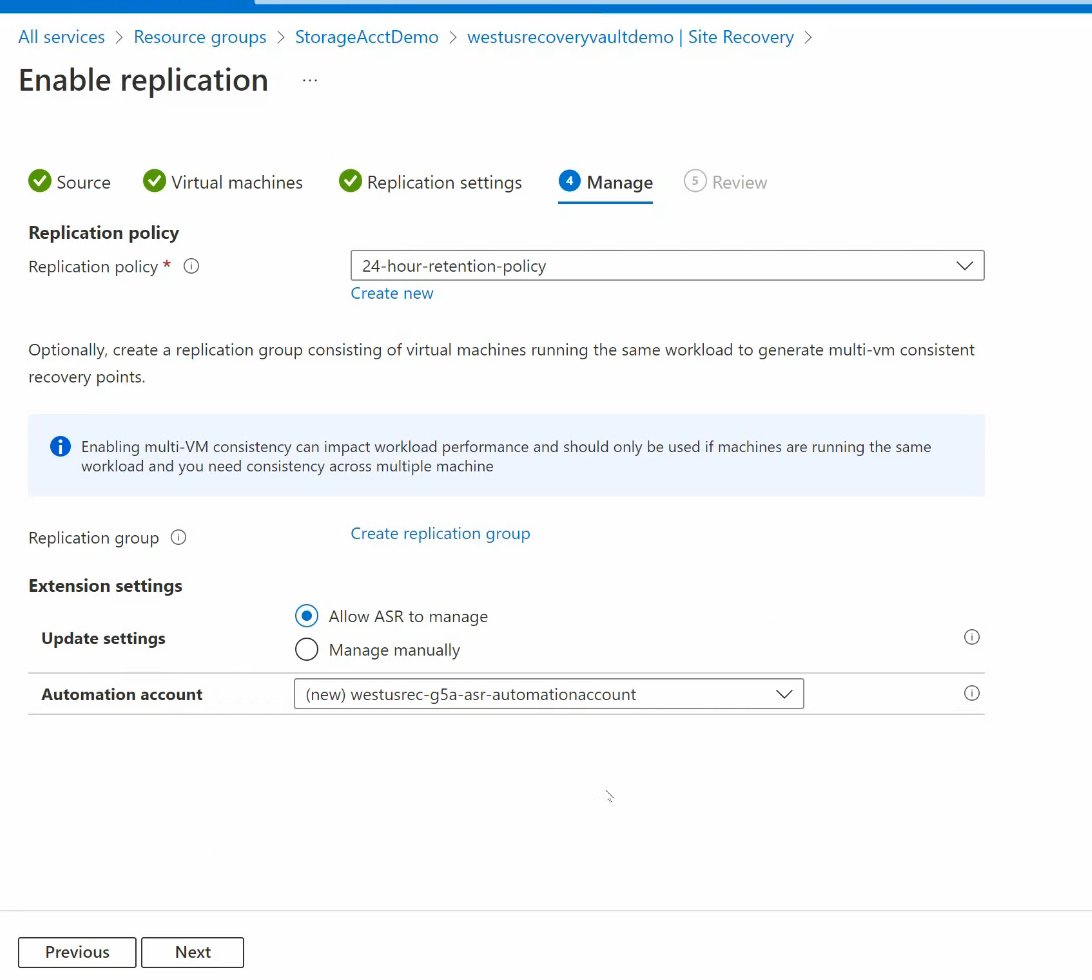 All services > Resource groups > StorageAcctDemo > westusrecoveryvaultdemo | Site Recovery >
Enable replication ...
Source Virtual machines Replication settings 4 Manage 5 Review
Replication policy
Replication policy * 24-hour-retention-policy
Create new
Optionally, create a replication group consisting of virtual machines running the same workload to generate multi-vm consistent
recovery points.
Enabling multi-VM consistency can impact workload performance and should only be used if machines are running the same
workload and you need consistency across multiple machine
Replication group Create replication group
Extension settings
Update settings
Allow ASR to manage
Manage manually
Automation account (new) westusrec-g5a-asr-automationaccount
Previous Next